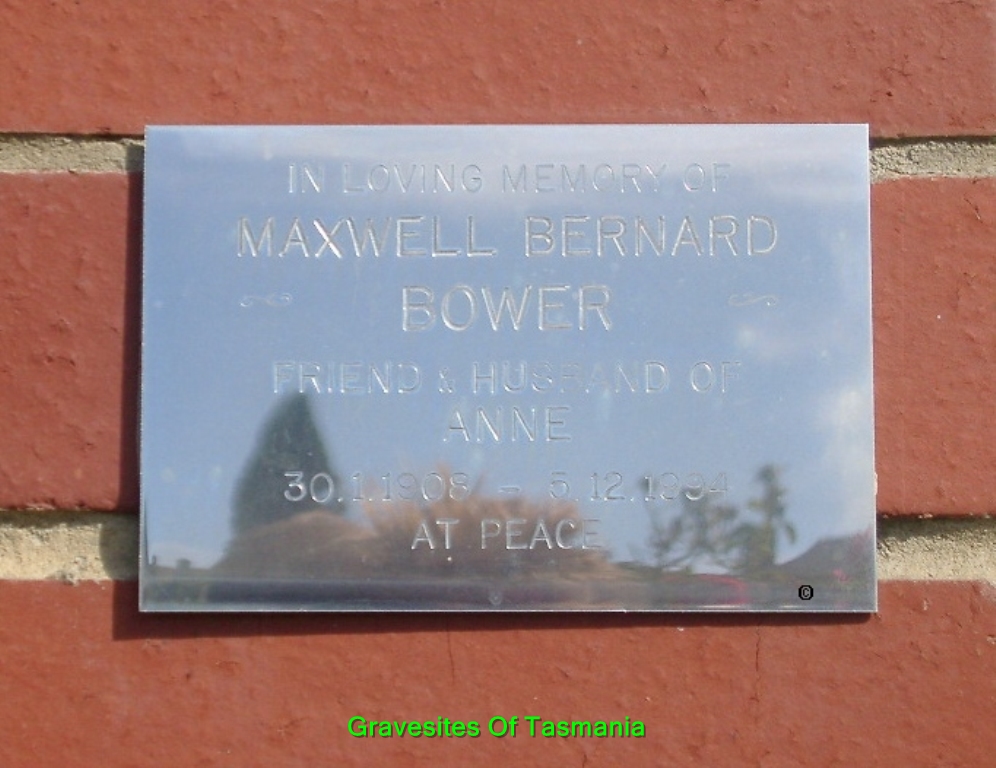 IN LOVING MEMORY OF
MAXWELL BERNARD
BOWER
FRIEND & HUSBAND OF
ANNE
30.1.1908 - 5.12.1994
AT PEACE
©
Gravesites Of Tasmania